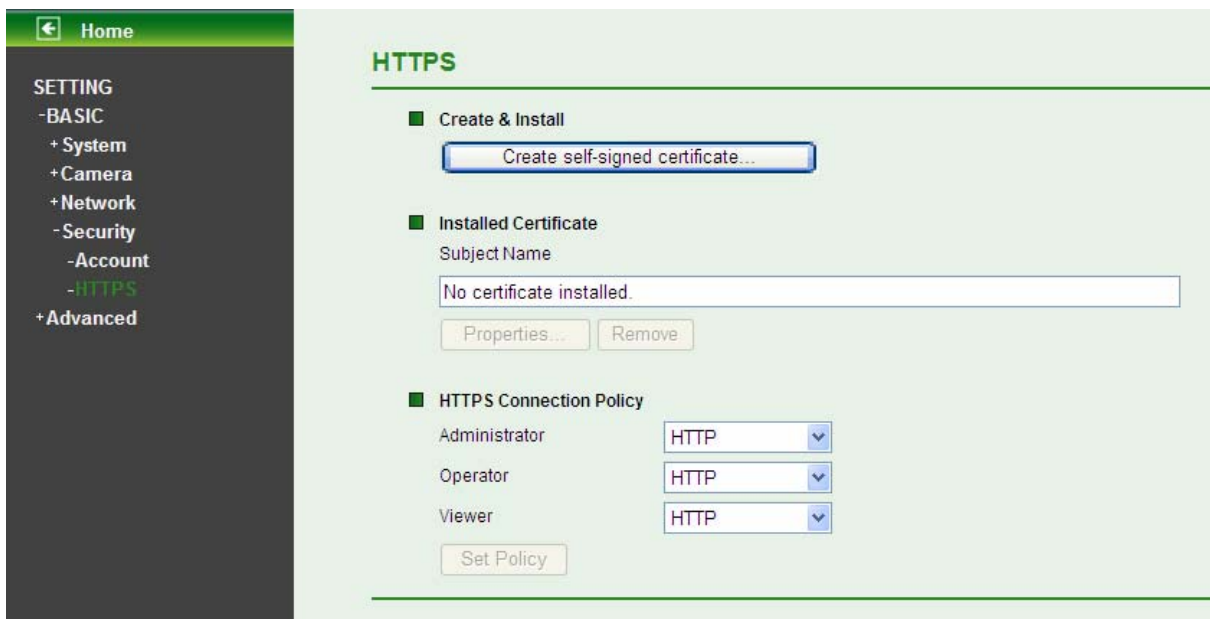 Home
SETTING
-BASIC
+System
+Camera
+Network
-Security
-Account
-HTTPS
+Advanced
HTTPS
Create & Install
Create self-signed certificate...
Installed Certificate
Subject Name
No certificate installed.
Properties... Remove
HTTPS Connection Policy
Administrator HTTP
Operator HTTP
Viewer HTTP
Set Policy